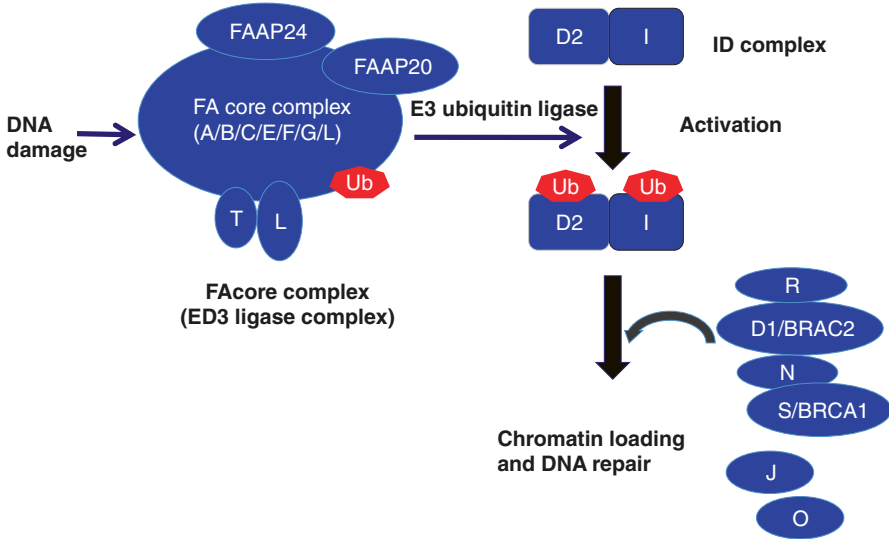 FAAP24
FAAP20
FA core complex
(A/B/C/E/F/G/L)
DNA
damage
Ub
T
L
FAcore complex
(ED3 ligase complex)
E3 ubiquitin ligase
D2
I
ID complex
Activation
Ub
Ub
D2
I
R
D1/BRAC2
N
S/BRCA1
Chromatin loading
and DNA repair
J
O